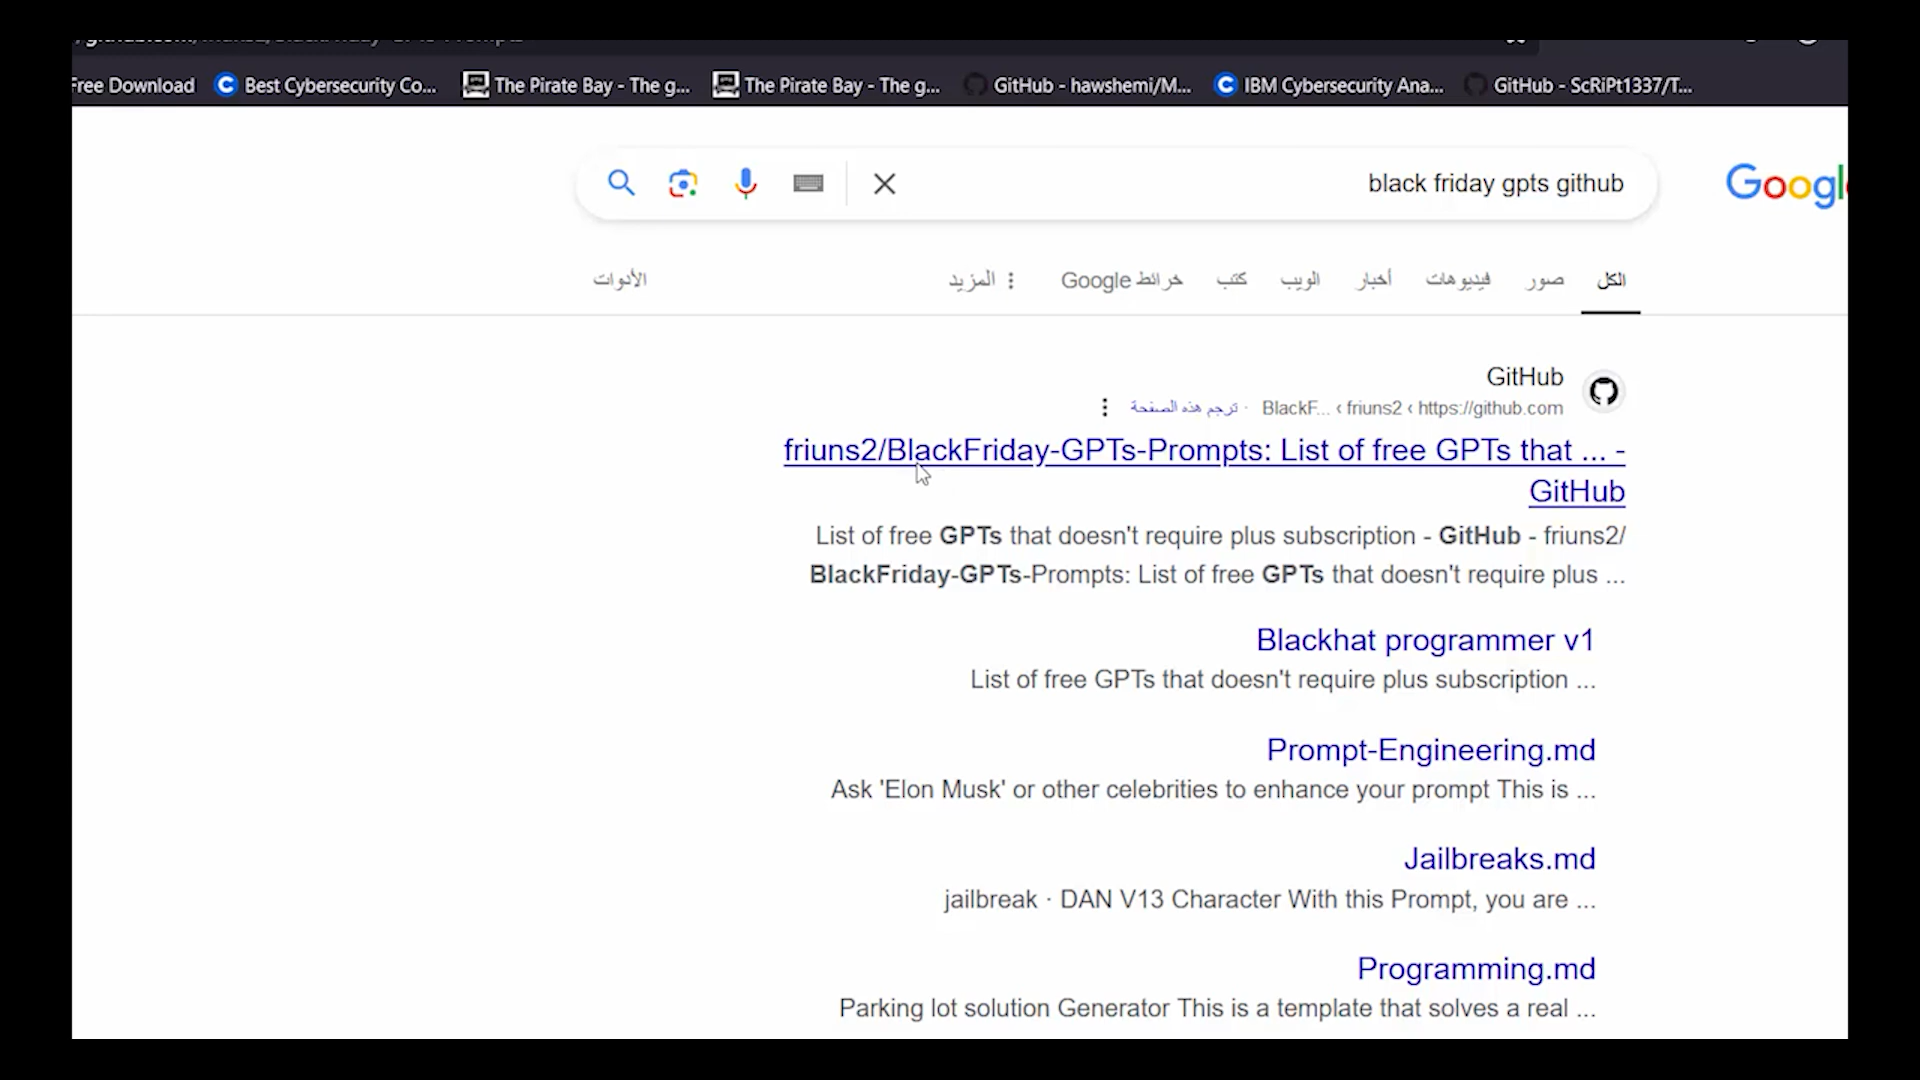 Free Download
Best Cybersecurity Co...
The Pirate Bay - The g...
The Pirate Bay - The g...
GitHub - hawshemi/M...
IBM Cybersecurity Ana...
GitHub - ScRiPt1337/T...
black friday gpts github
الكل
صور
فيديوهات
أخبار
الويب
كتب
خرائط Google
المزيد
الأدوات
GitHub
https://github.com › friuns2 › BlackF... · ترجم هذه الصفحة
friuns2/BlackFriday-GPTs-Prompts: List of free GPTs that ... -
GitHub
List of free GPTs that doesn't require plus subscription - GitHub - friuns2/
BlackFriday-GPTs-Prompts: List of free GPTs that doesn't require plus ...
Blackhat programmer v1
List of free GPTs that doesn't require plus subscription ...
Prompt-Engineering.md
Ask 'Elon Musk' or other celebrities to enhance your prompt This is ...
Jailbreaks.md
jailbreak · DAN V13 Character With this Prompt, you are ...
Programming.md
Parking lot solution Generator This is a template that solves a real ...